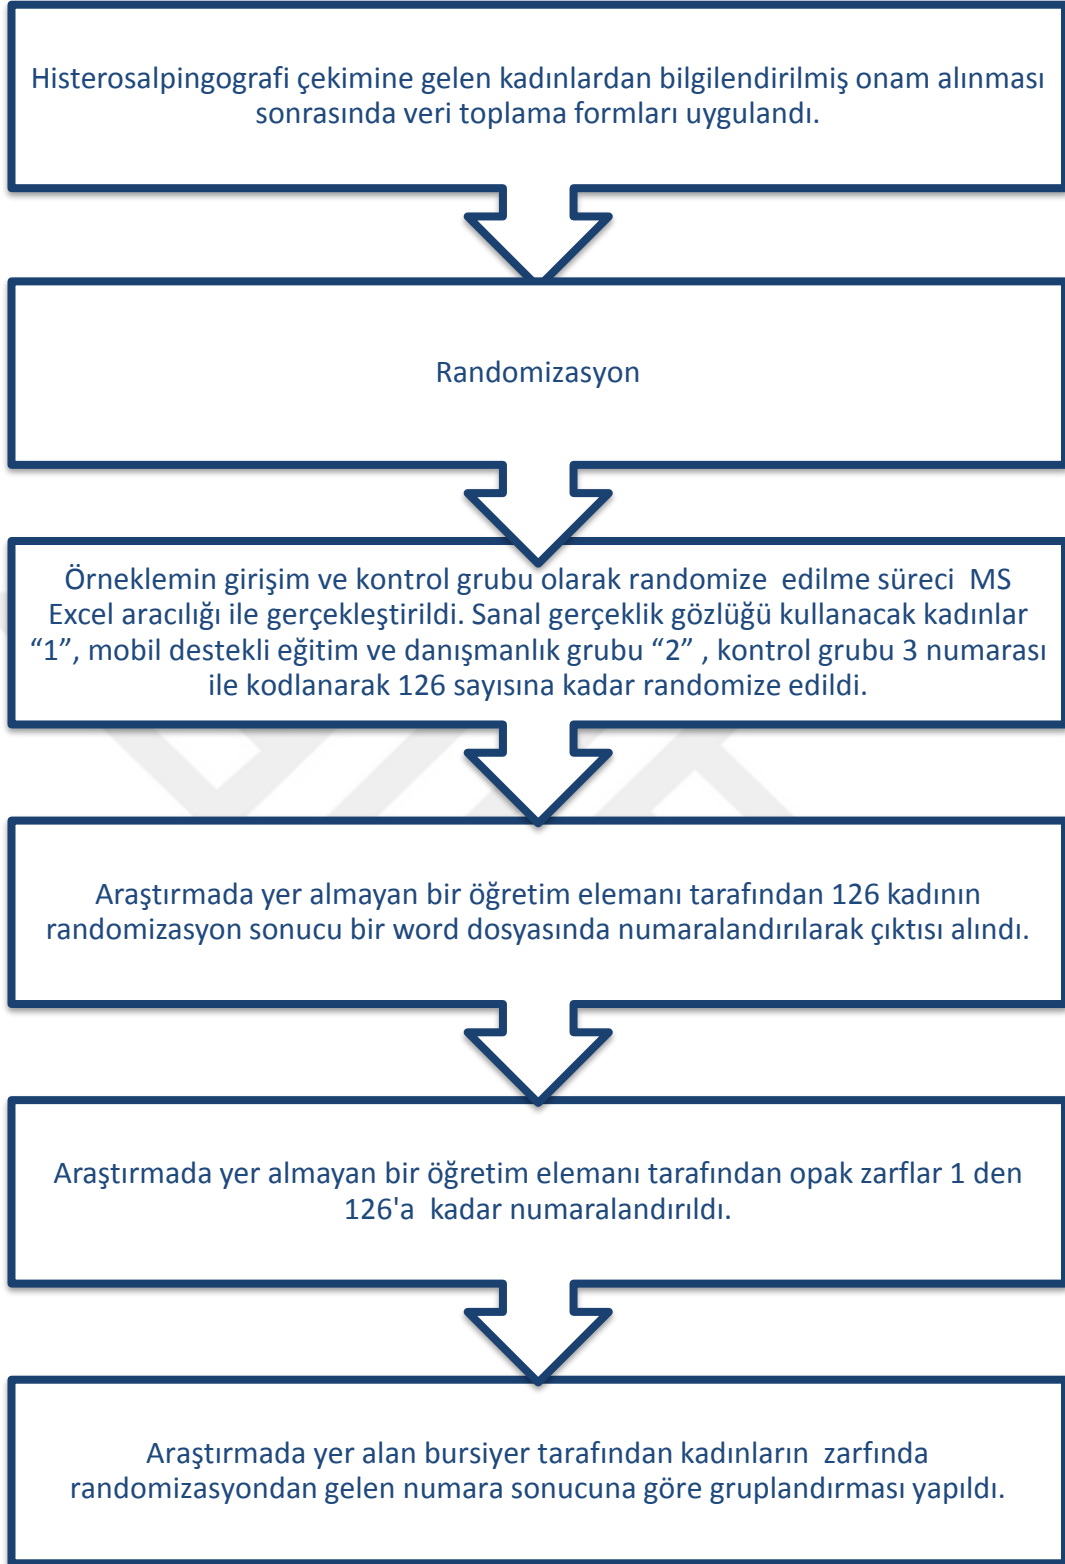 Histerosalpingografi çekimine gelen kadınlardan bilgilendirilmiş onam alınması
sonrasında veri toplama formları uygulandı.
Randomizasyon
Örneklemin girişim ve kontrol grubu olarak randomize edilme süreci MS
Excel aracılığı ile gerçekleştirildi. Sanal gerçeklik gözlüğü kullanacak kadınlar
“1”, mobil destekli eğitim ve danışmanlık grubu “2” , kontrol grubu 3 numarası
ile kodlanarak 126 sayısına kadar randomize edildi.
Araştırmada yer almayan bir öğretim elemanı tarafından 126 kadının
randomizasyon sonucu bir word dosyasında numaralandırılarak çıktısı alındı.
Araştırmada yer almayan bir öğretim elemanı tarafından opak zarflar 1 den
126'a kadar numaralandırıldı.
Araştırmada yer alan bursiyer tarafından kadınların zarfında
randomizasyondan gelen numara sonucuna göre gruplandırması yapıldı.